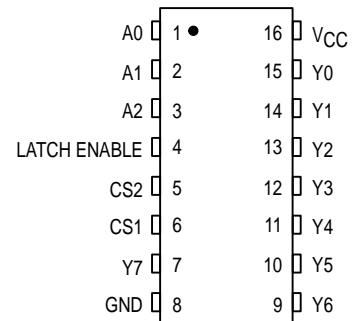 A0 1 16 VCC
A1 2 15 Y0
A2 3 14 Y1
LATCH ENABLE 4 13 Y2
CS2 5 12 Y3
CS1 6 11 Y4
Y7 7 10 Y5
GND 8 9 Y6